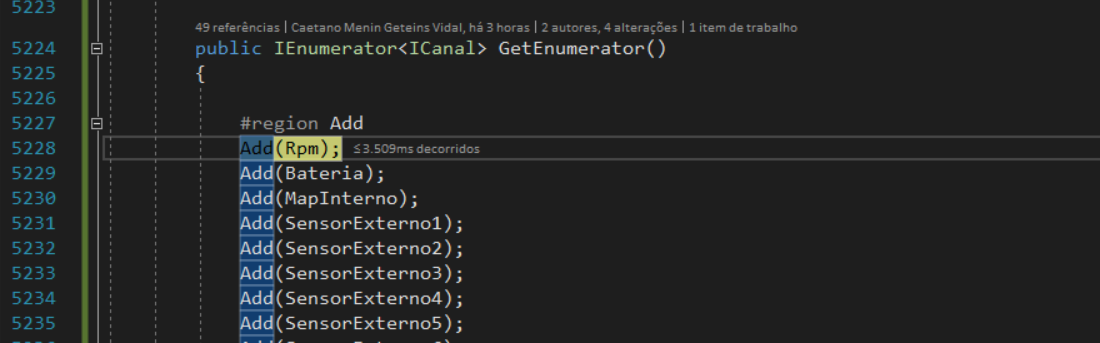 5223
49 referências | Caetano Menin Geteins Vidal, há 3 horas | 2 autores, 4 alterações | 1 item de trabalho
5224 public IEnumerator<ICanal> GetEnumerator()
5225 {
5226
5227 #region Add
5228 Add(Rpm); ≤3.509ms decorridos
5229 Add(Bateria);
5230 Add(MapInterno);
5231 Add(SensorExterno1);
5232 Add(SensorExterno2);
5233 Add(SensorExterno3);
5234 Add(SensorExterno4);
5235 Add(SensorExterno5);